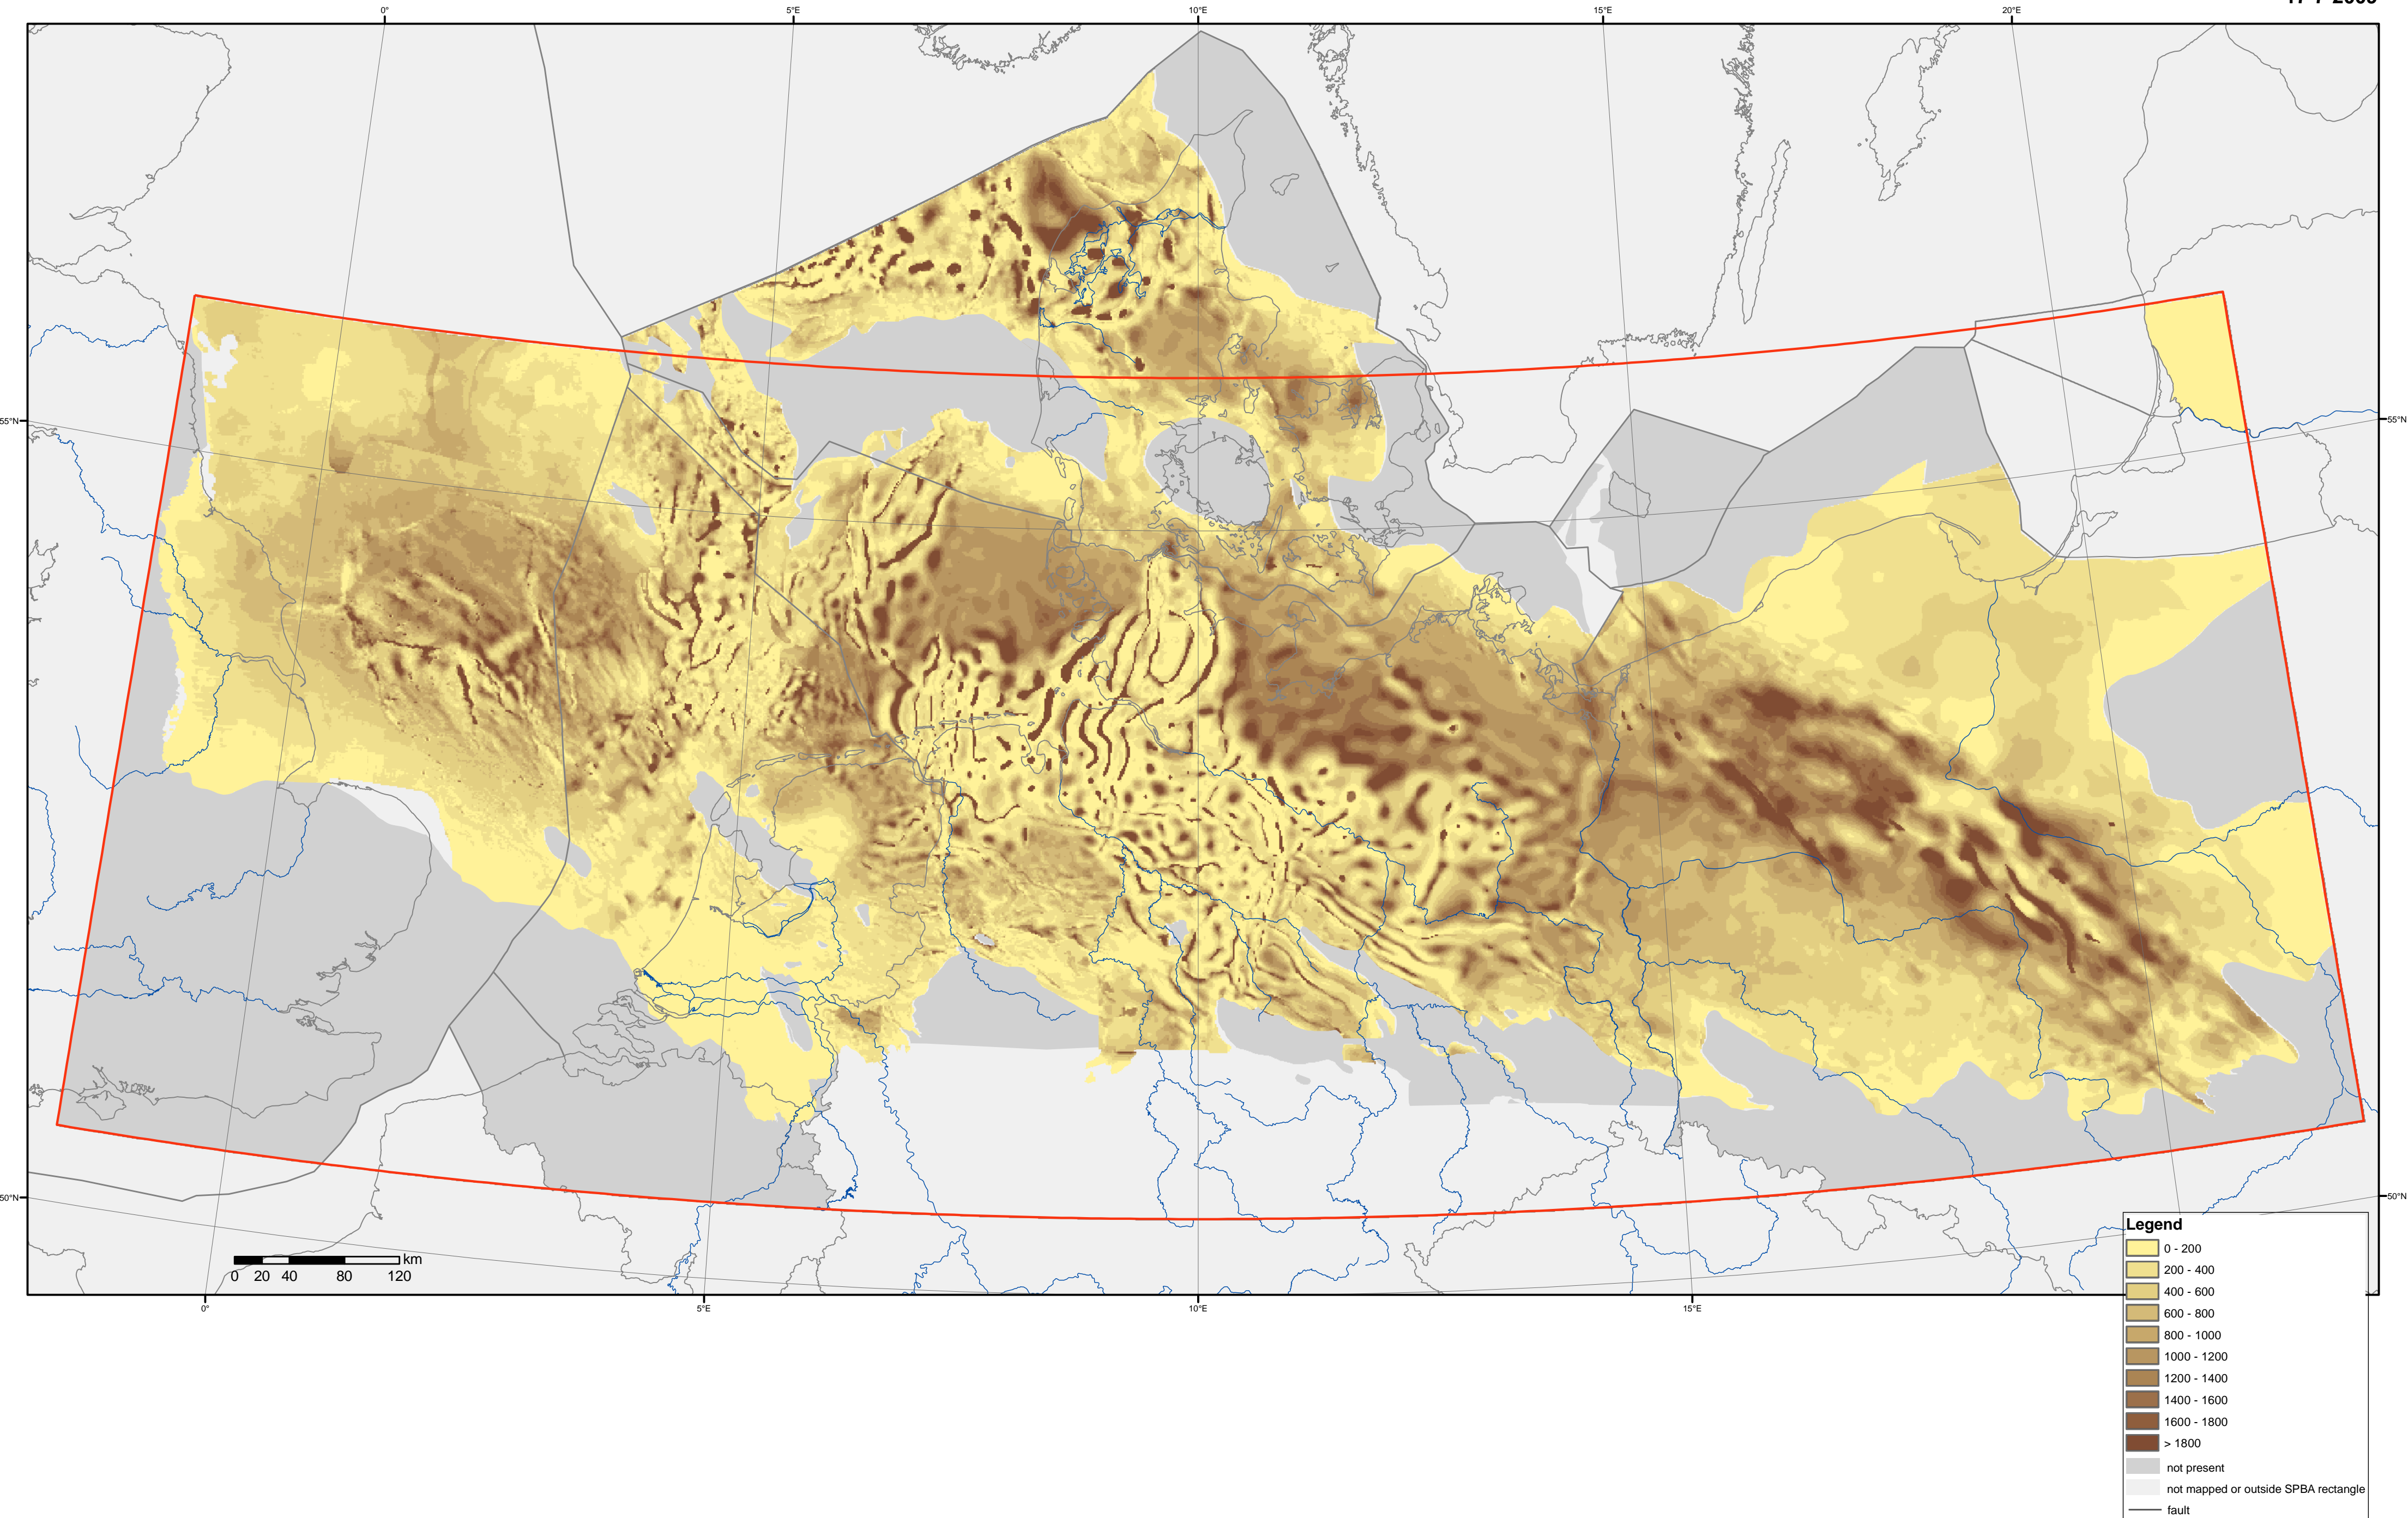 0°
5°E
10°E
15°E
20°E
55°N
55°N
50°N
50°N
km
0 20 40 80 120
0°
5°E
10°E
15°E
Legend
0 - 200
200 - 400
400 - 600
600 - 800
800 - 1000
1000 - 1200
1200 - 1400
1400 - 1600
1600 - 1800
> 1800
not present
not mapped or outside SPBA rectangle
fault